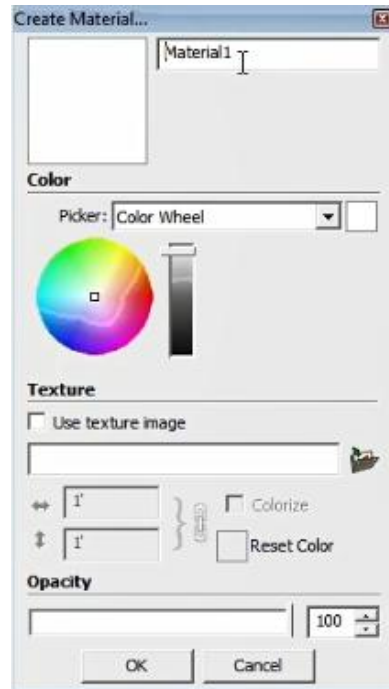 Create Material...
Material1
Color
Picker: Color Wheel
Texture
Use texture image
1'
Colorize
1'
Reset Color
Opacity
100
OK Cancel